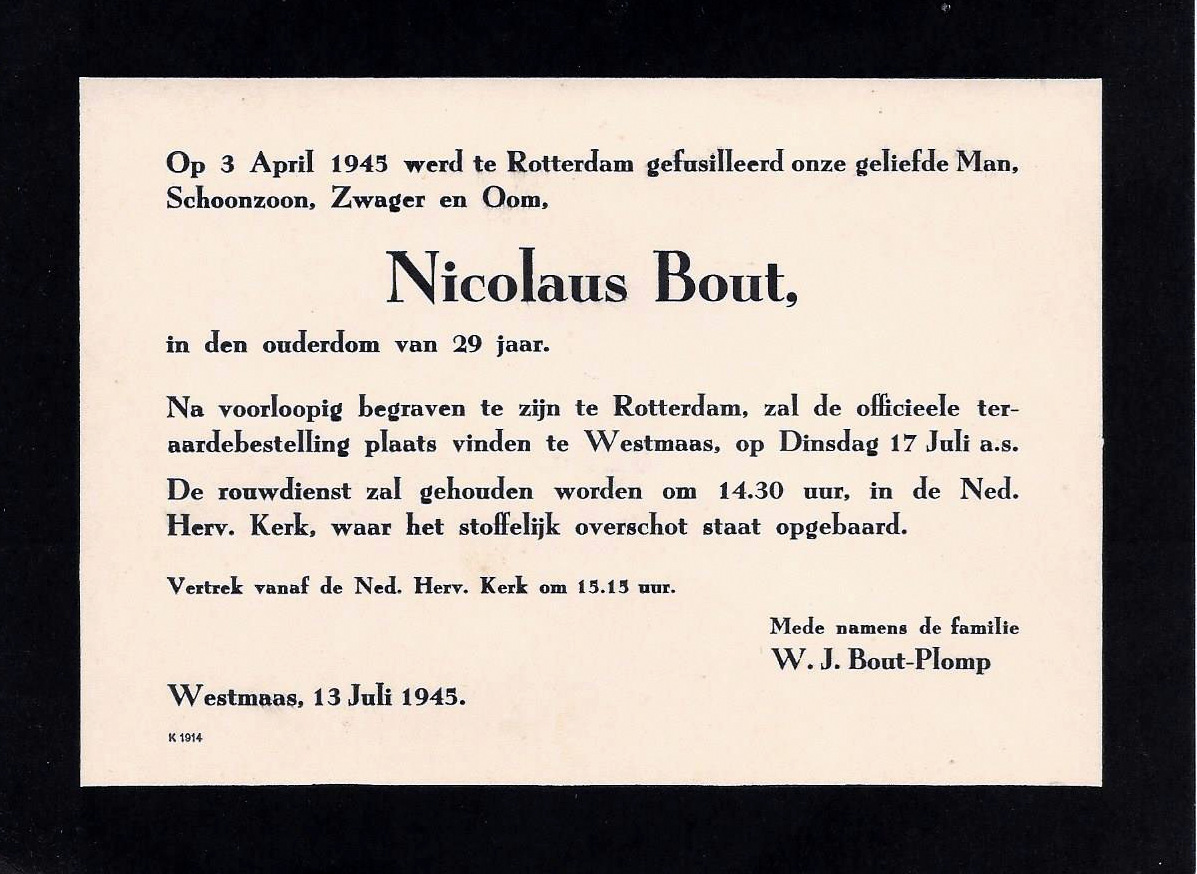 Op 3 April 1945 werd te Rotterdam gefusilleerd onze geliefde Man,
Schoonzoon, Zwager en Oom,
Nicolaus Bout,
in den ouderdom van 29 jaar.
Na voorloopig begraven te zijn te Rotterdam, zal de officieele ter-
aardebestelling plaats vinden te Westmaas, op Dinsdag 17 Juli a.s.
De rouwdienst zal gehouden worden om 14.30 uur, in de Ned.
Herv. Kerk, waar het stoffelijk overschot staat opgebaard.
Vertrek vanaf de Ned. Herv. Kerk om 15.15 uur.
Mede namens de familie
W. J. Bout-Plomp
Westmaas, 13 Juli 1945.
K 1914